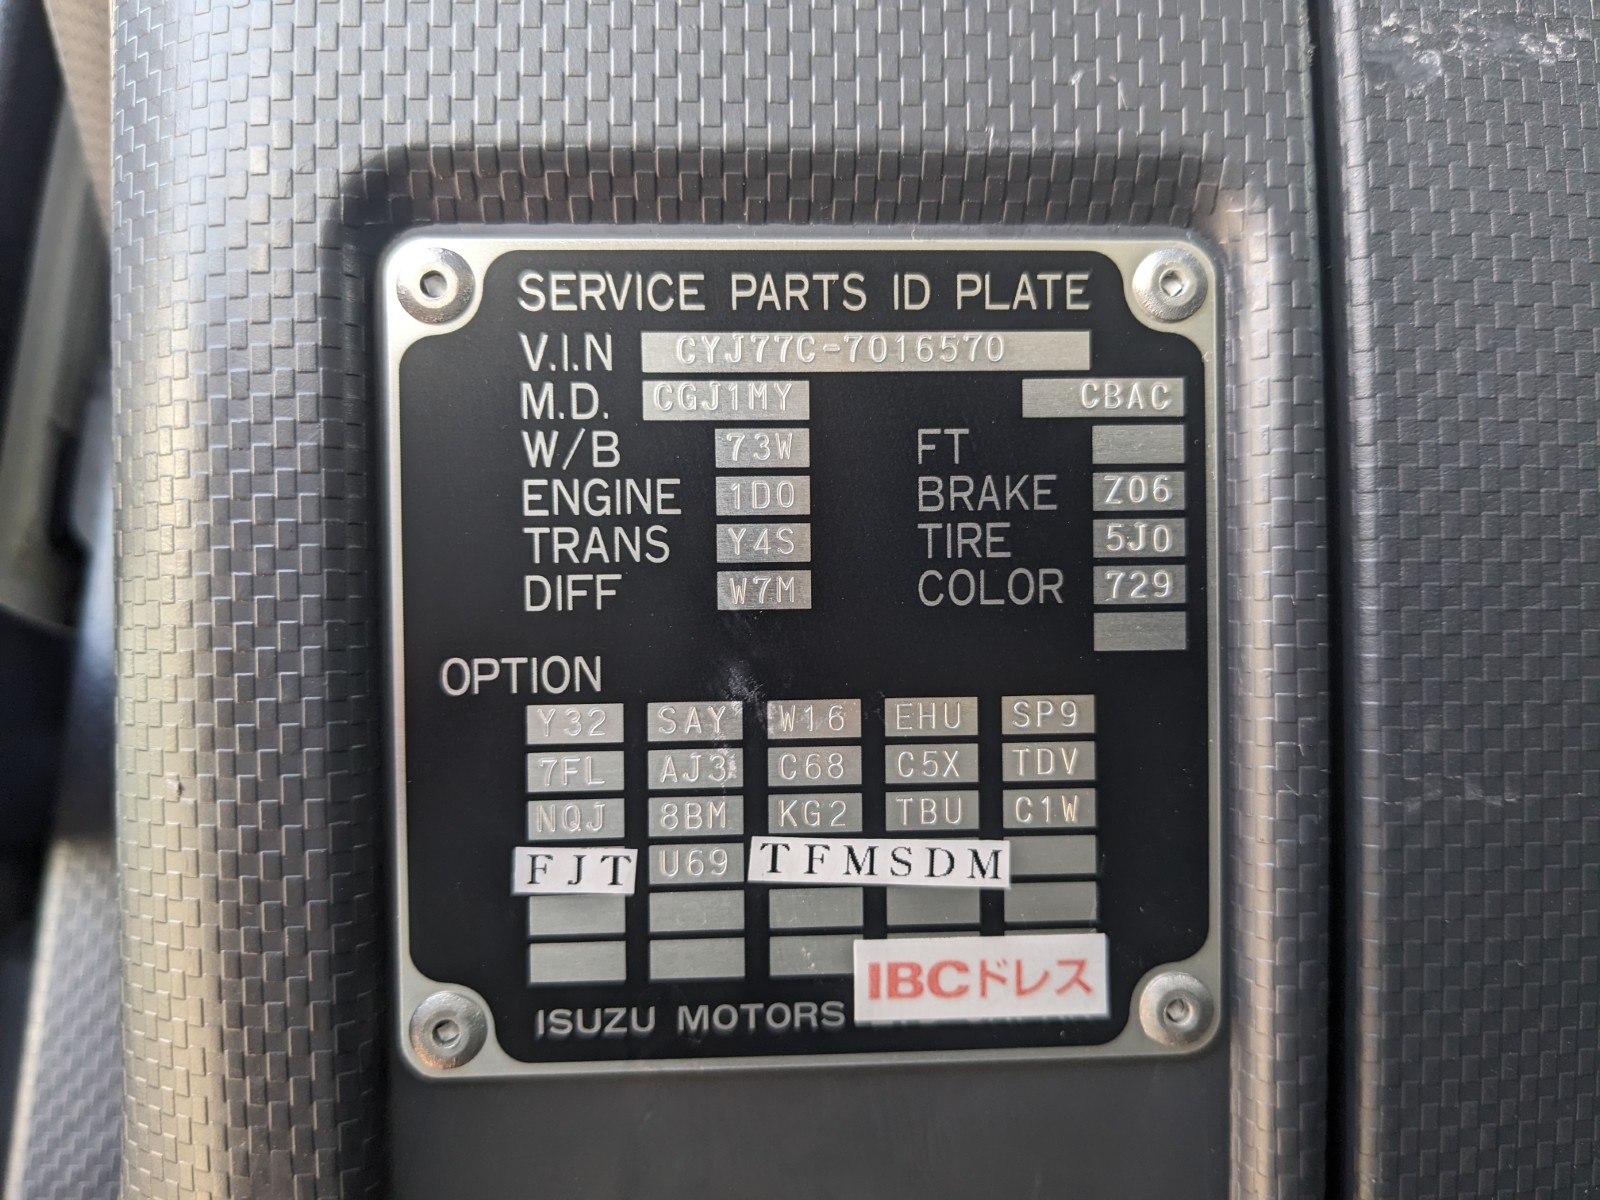 SERVICE PARTS ID PLATE
V.I.N CYJ77C-7016570
M.D. CGJ1MY CBAC
W/B 73W FT
ENGINE 1D0 BRAKE Z06
TRANS Y4S TIRE 5J0
DIFF W7M COLOR 729
OPTION
Y32 SAY W16 EHU SP9
7FL AJ3 C68 C5X TDV
NQJ 8BM KG2 TBU C1W
FJT U69 TFMSDM
IBCドレス
ISUZU MOTORS